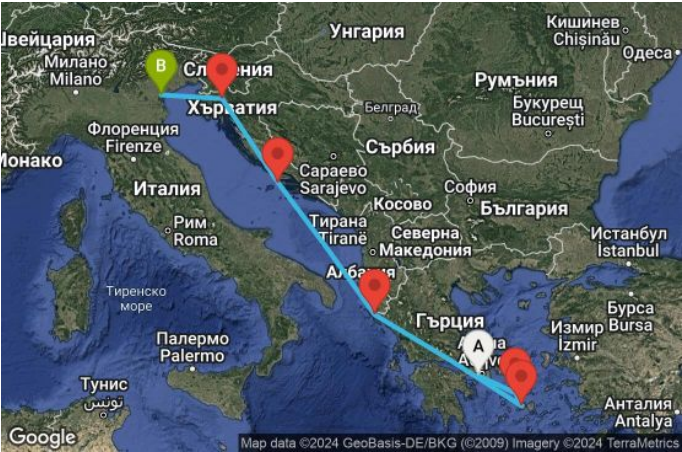 Швейцария
Милано
Milano
B
Словения
Хърватия
Унгария
Кишинев
Chișinău
Одеса
Румъния
Белград
Букурещ
București
Флоренция
Firenze
Монако
Сараево
Sarajevo
Сърбия
Италия
Косово
София
България
Рим
Roma
Тирана
Tiranë
Северна
Македония
Истанбул
İstanbul
Албания
Тиренско
море
Гърция
A
Бурса
Bursa
Измир
İzmir
Палермо
Palermo
Тунис
تونس
Анталия
Antalya
Google
Map data ©2024 GeoBasis-DE/BKG (©2009) Imagery ©2024 TerraMetrics